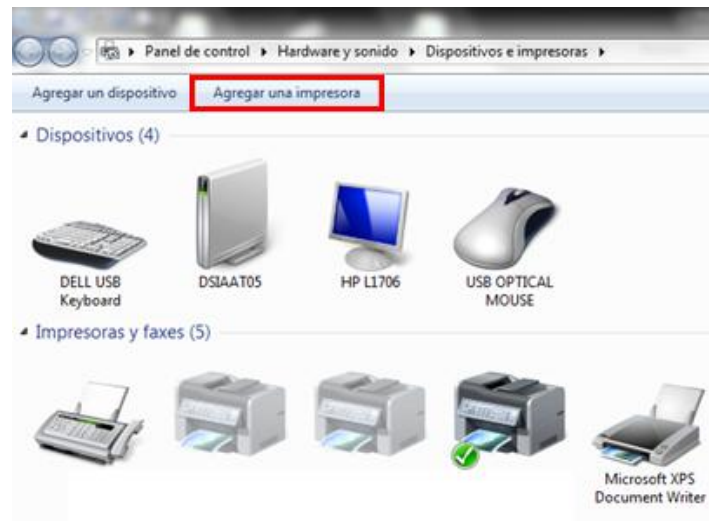 Panel de control ▸ Hardware y sonido ▸ Dispositivos e impresoras ▸
Agregar un dispositivo Agregar una impresora
Dispositivos (4)
DELL USB Keyboard
DSIAAT05
HP L1706
USB OPTICAL MOUSE
Impresoras y faxes (5)
Microsoft XPS
Document Writer